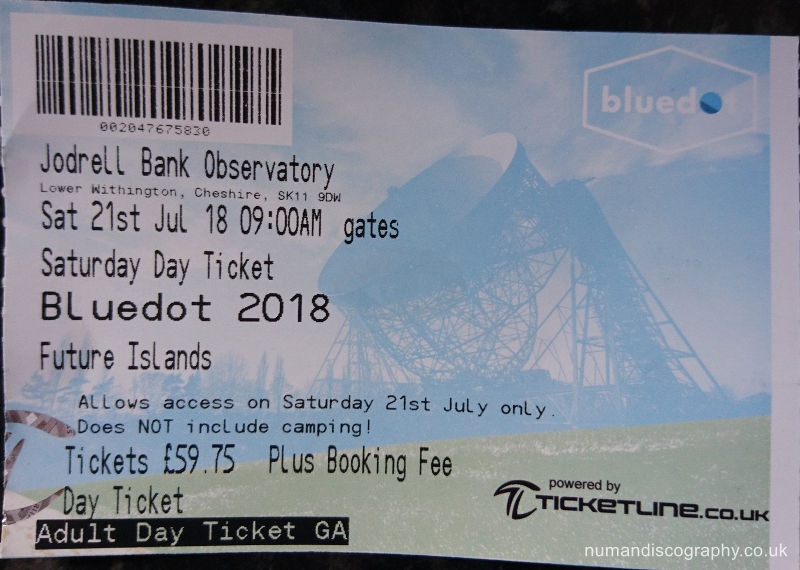 bluedot
002047675830
Jodrell Bank Observatory
Lower Withington, Cheshire, SK11 9DW
Sat 21st Jul 18 09:00AM gates
Saturday Day Ticket
Bluedot 2018
Future Islands
Allows access on Saturday 21st July only.
Does NOT include camping!
Tickets £59.75 Plus Booking Fee
Day Ticket
Adult Day Ticket GA
powered by
TICKETLINE.CO.UK
numandiscography.co.uk